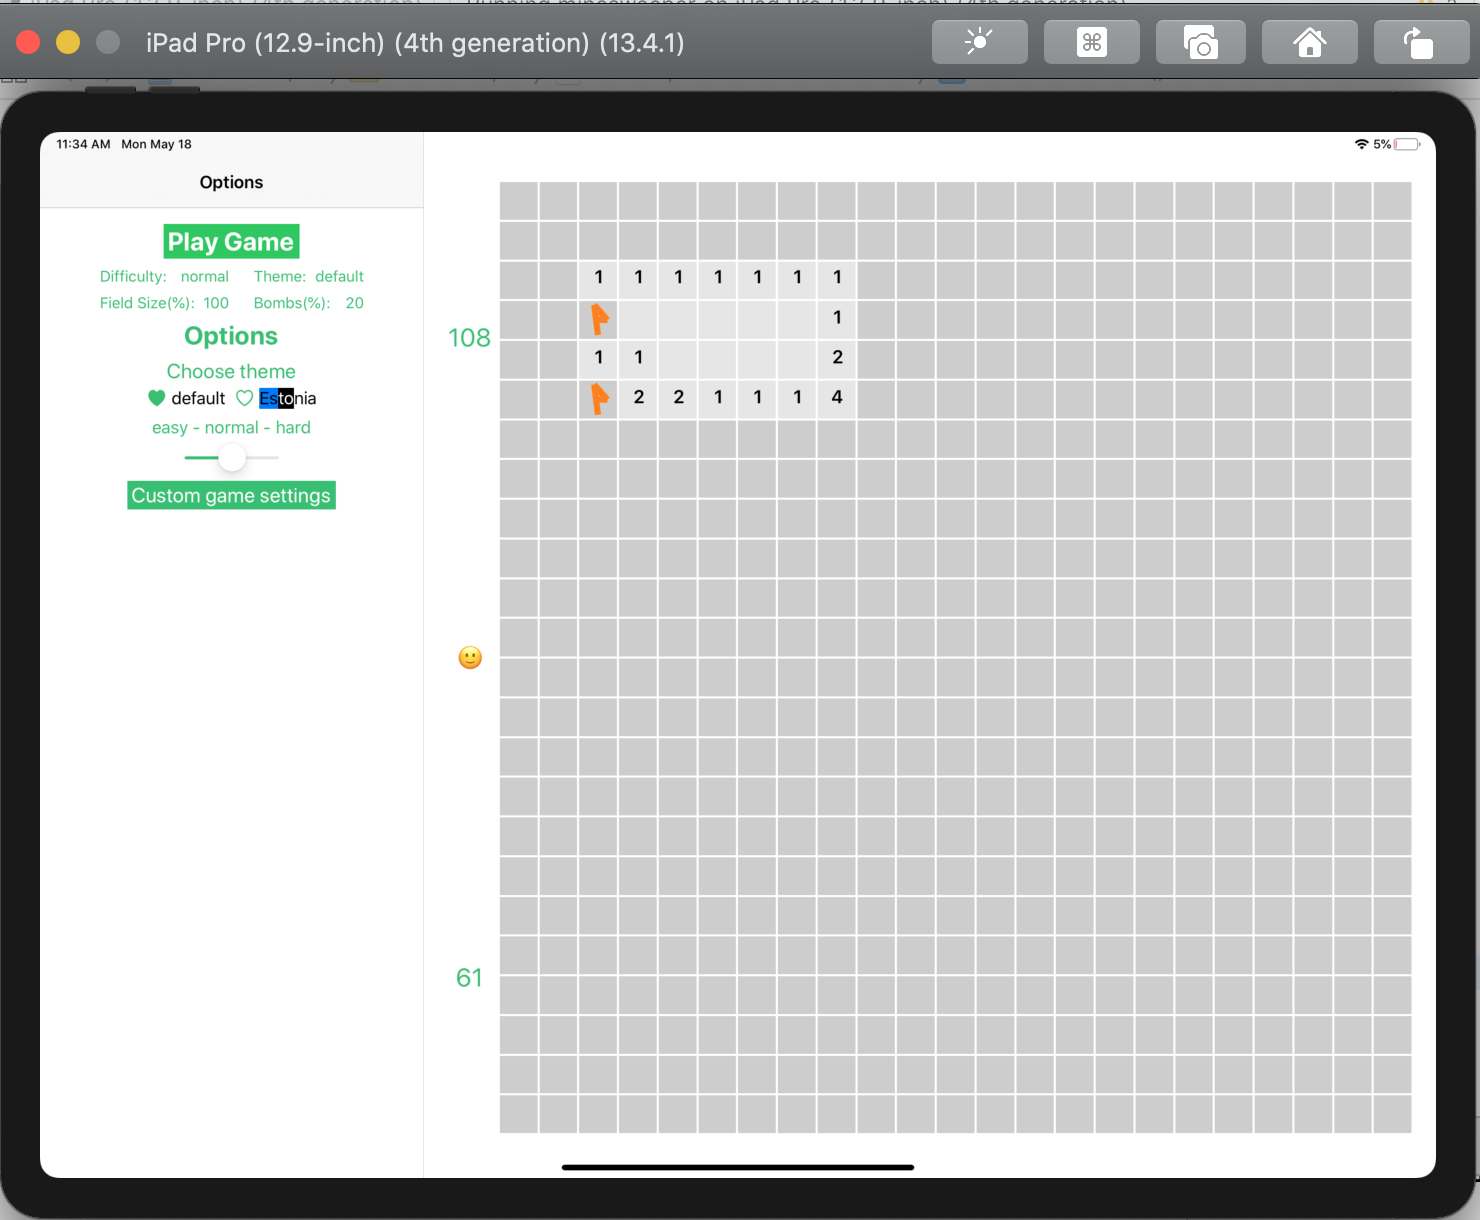 iPad Pro (12.9-inch) (4th generation) (13.4.1)
11:34 AM Mon May 18
5%
Options
Play Game
Difficulty: normal Theme: default
Field Size(%): 100 Bombs(%): 20
Options
Choose theme
default Estonia
easy - normal - hard
Custom game settings
108
61
1 1 1 1 1 1 1
1
1 1 2
2 2 1 1 1 4